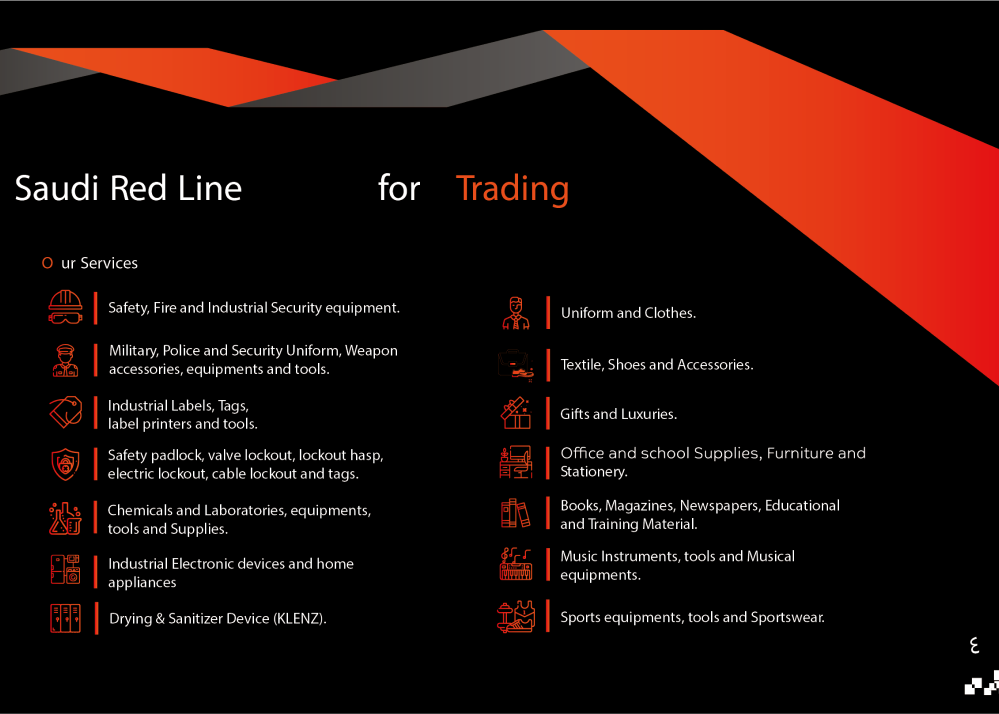 Saudi Red Line for Trading
Our Services
Safety, Fire and Industrial Security equipment.
Military, Police and Security Uniform, Weapon
accessories, equipments and tools.
Industrial Labels, Tags,
label printers and tools.
Safety padlock, valve lockout, lockout hasp,
electric lockout, cable lockout and tags.
Chemicals and Laboratories, equipments,
tools and Supplies.
Industrial Electronic devices and home
appliances
Drying & Sanitizer Device (KLENZ).
Uniform and Clothes.
Textile, Shoes and Accessories.
Gifts and Luxuries.
Office and school Supplies, Furniture and
Stationery.
Books, Magazines, Newspapers, Educational
and Training Material.
Music Instruments, tools and Musical
equipments.
Sports equipments, tools and Sportswear.
٤